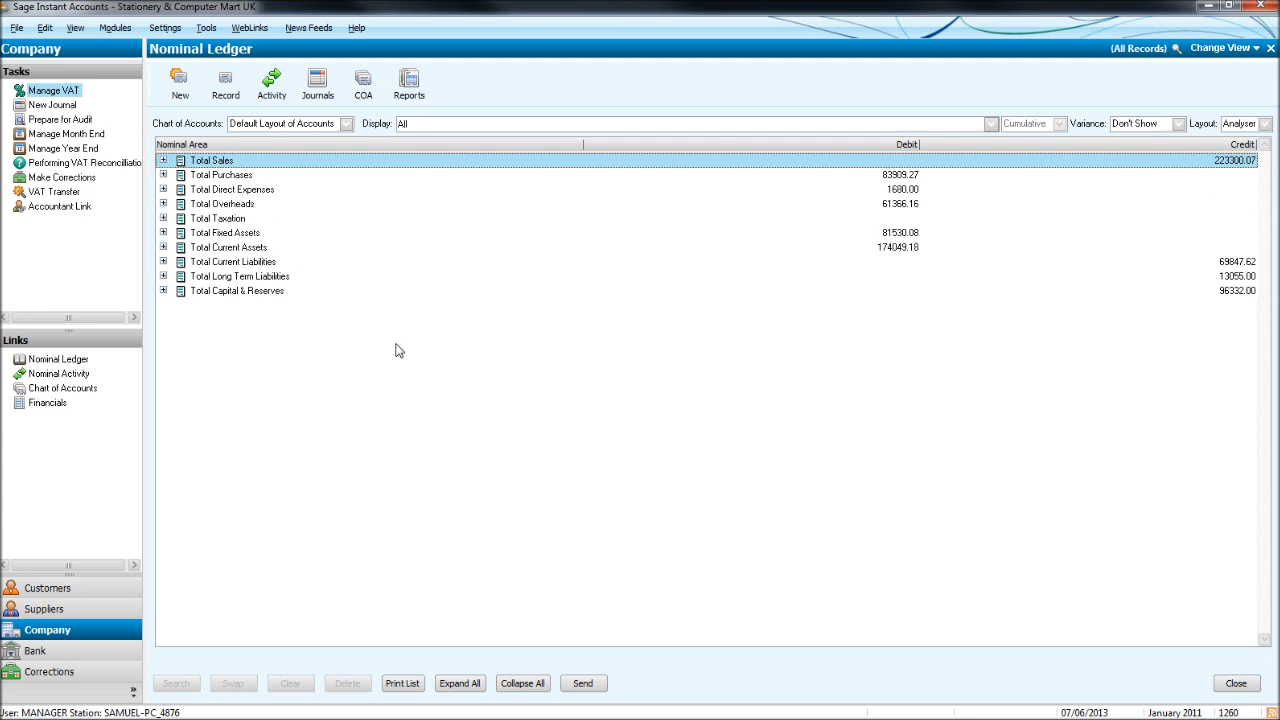 Sage Instant Accounts - Stationery & Computer Mart UK
File Edit View Modules Settings Tools WebLinks News Feeds Help
Company
Nominal Ledger
(All Records) Change View
Tasks
Manage VAT
New Journal
Prepare for Audit
Manage Month End
Manage Year End
Performing VAT Reconciliatio
Make Corrections
VAT Transfer
Accountant Link
Links
Nominal Ledger
Nominal Activity
Chart of Accounts
Financials
Customers
Suppliers
Company
Bank
Corrections
New Record Activity Journals COA Reports
Chart of Accounts: Default Layout of Accounts Display: All Cumulative Variance: Don't Show Layout: Analyser
Nominal Area Debit Credit
Total Sales 223300.07
Total Purchases 83909.27
Total Direct Expenses 1680.00
Total Overheads 61366.16
Total Taxation
Total Fixed Assets 81530.08
Total Current Assets 174049.18
Total Current Liabilities 69847.62
Total Long Term Liabilities 13055.00
Total Capital & Reserves 96332.00
Search Swap Clear Delete Print List Expand All Collapse All Send Close
User: MANAGER Station: SAMUEL-PC_4876 07/06/2013 January 2011 1260